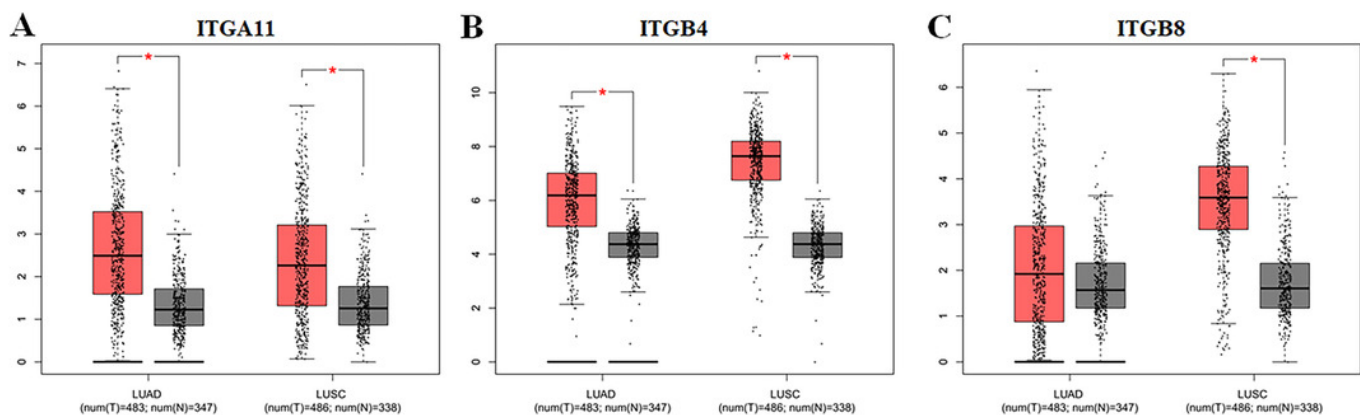 A
ITGA11
B
ITGB4
C
ITGB8
*
*
*
*
*
7
6
5
4
3
2
1
0
10
8
6
4
2
0
6
5
4
3
2
1
0
LUAD
(num(T)=483; num(N)=347)
LUSC
(num(T)=486; num(N)=338)
LUAD
(num(T)=483; num(N)=347)
LUSC
(num(T)=486; num(N)=338)
LUAD
(num(T)=483; num(N)=347)
LUSC
(num(T)=486; num(N)=338)